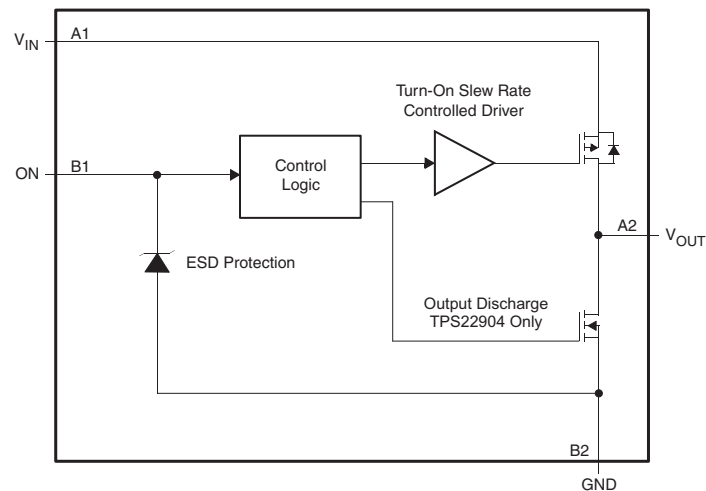 V_IN
A1
Turn-On Slew Rate
Controlled Driver
ON
B1
Control
Logic
A2
V_OUT
ESD Protection
Output Discharge
TPS22904 Only
B2
GND